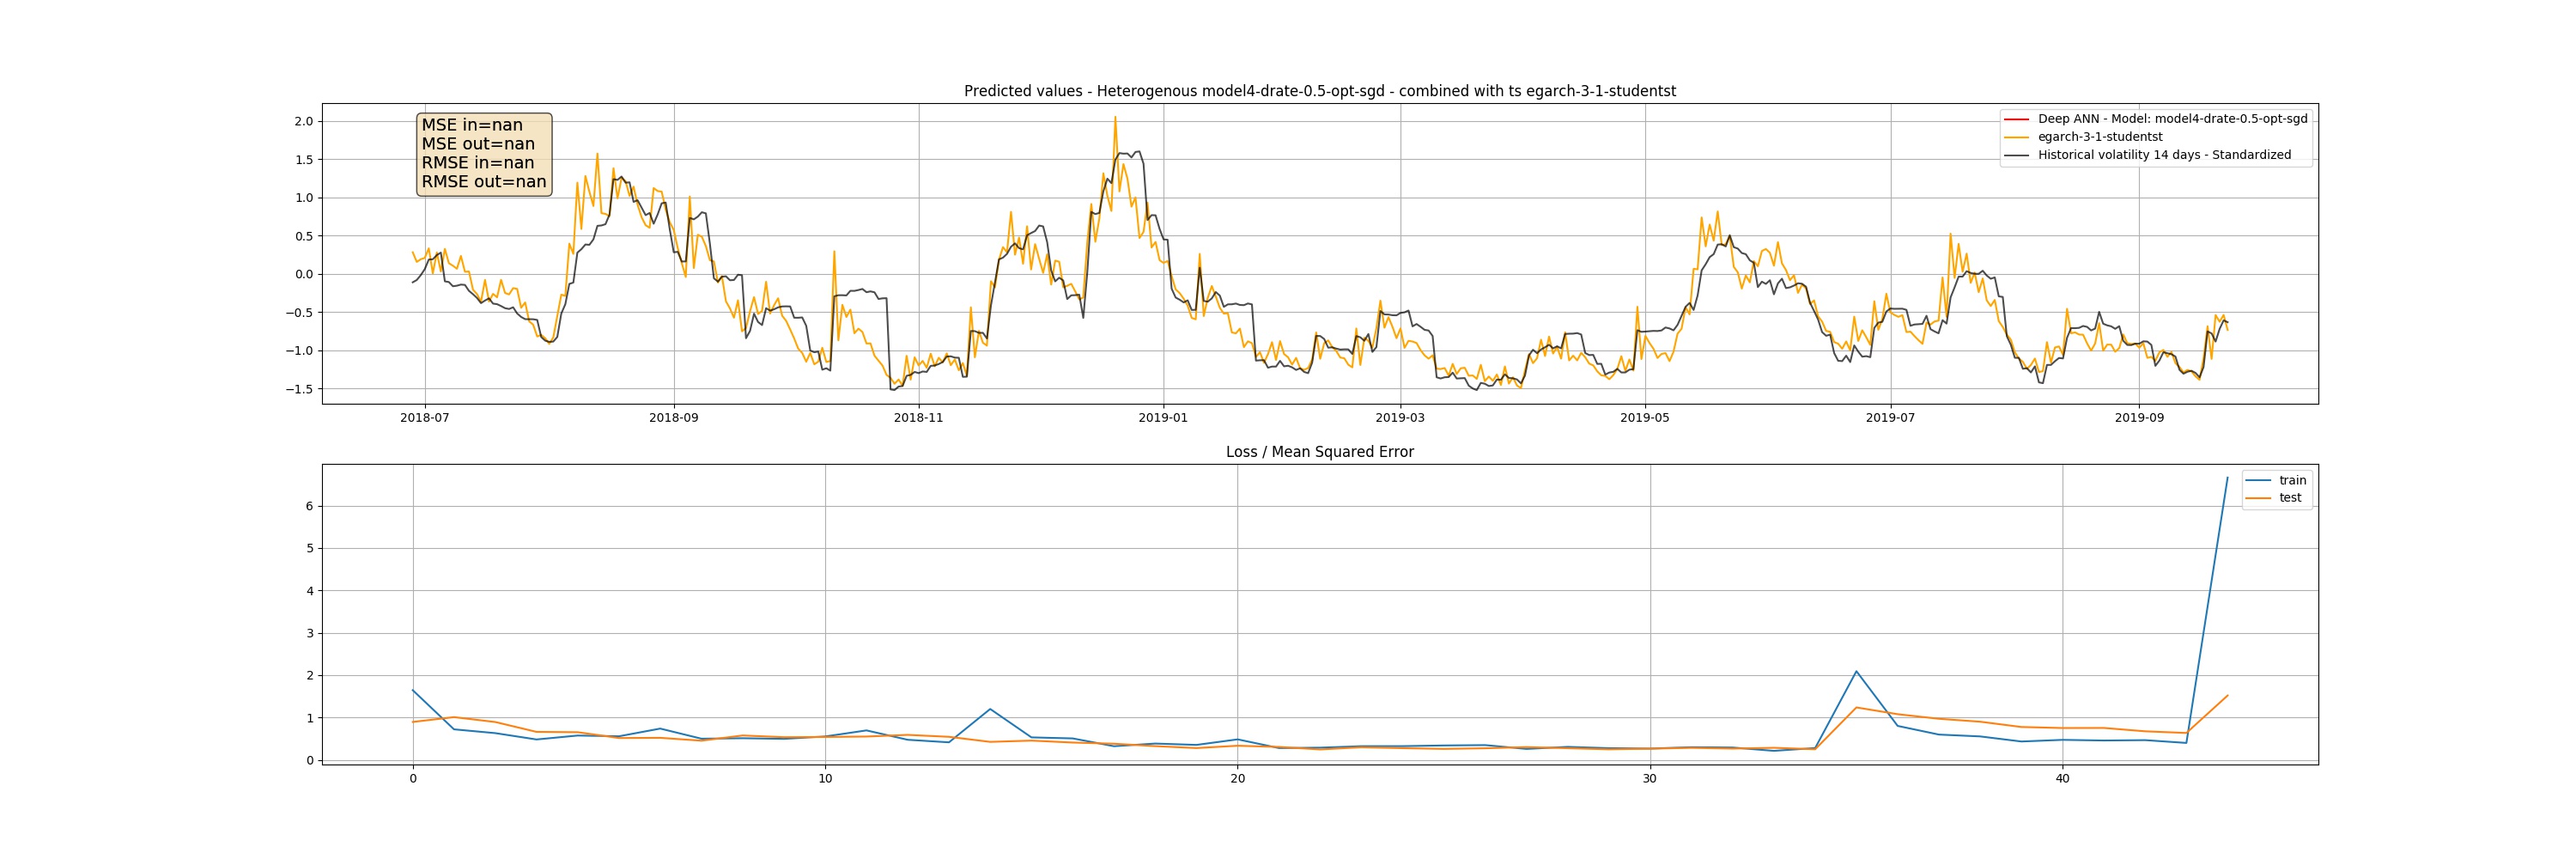 Predicted values - Heterogenous model4-drate-0.5-opt-sgd - combined with ts egarch-3-1-studentst
MSE in=nan
MSE out=nan
RMSE in=nan
RMSE out=nan
Deep ANN - Model: model4-drate-0.5-opt-sgd
egarch-3-1-studentst
Historical volatility 14 days - Standardized
2.0
1.5
1.0
0.5
0.0
−0.5
−1.0
−1.5
2018-07 2018-09 2018-11 2019-01 2019-03 2019-05 2019-07 2019-09
Loss / Mean Squared Error
train
test
6
5
4
3
2
1
0
0 10 20 30 40